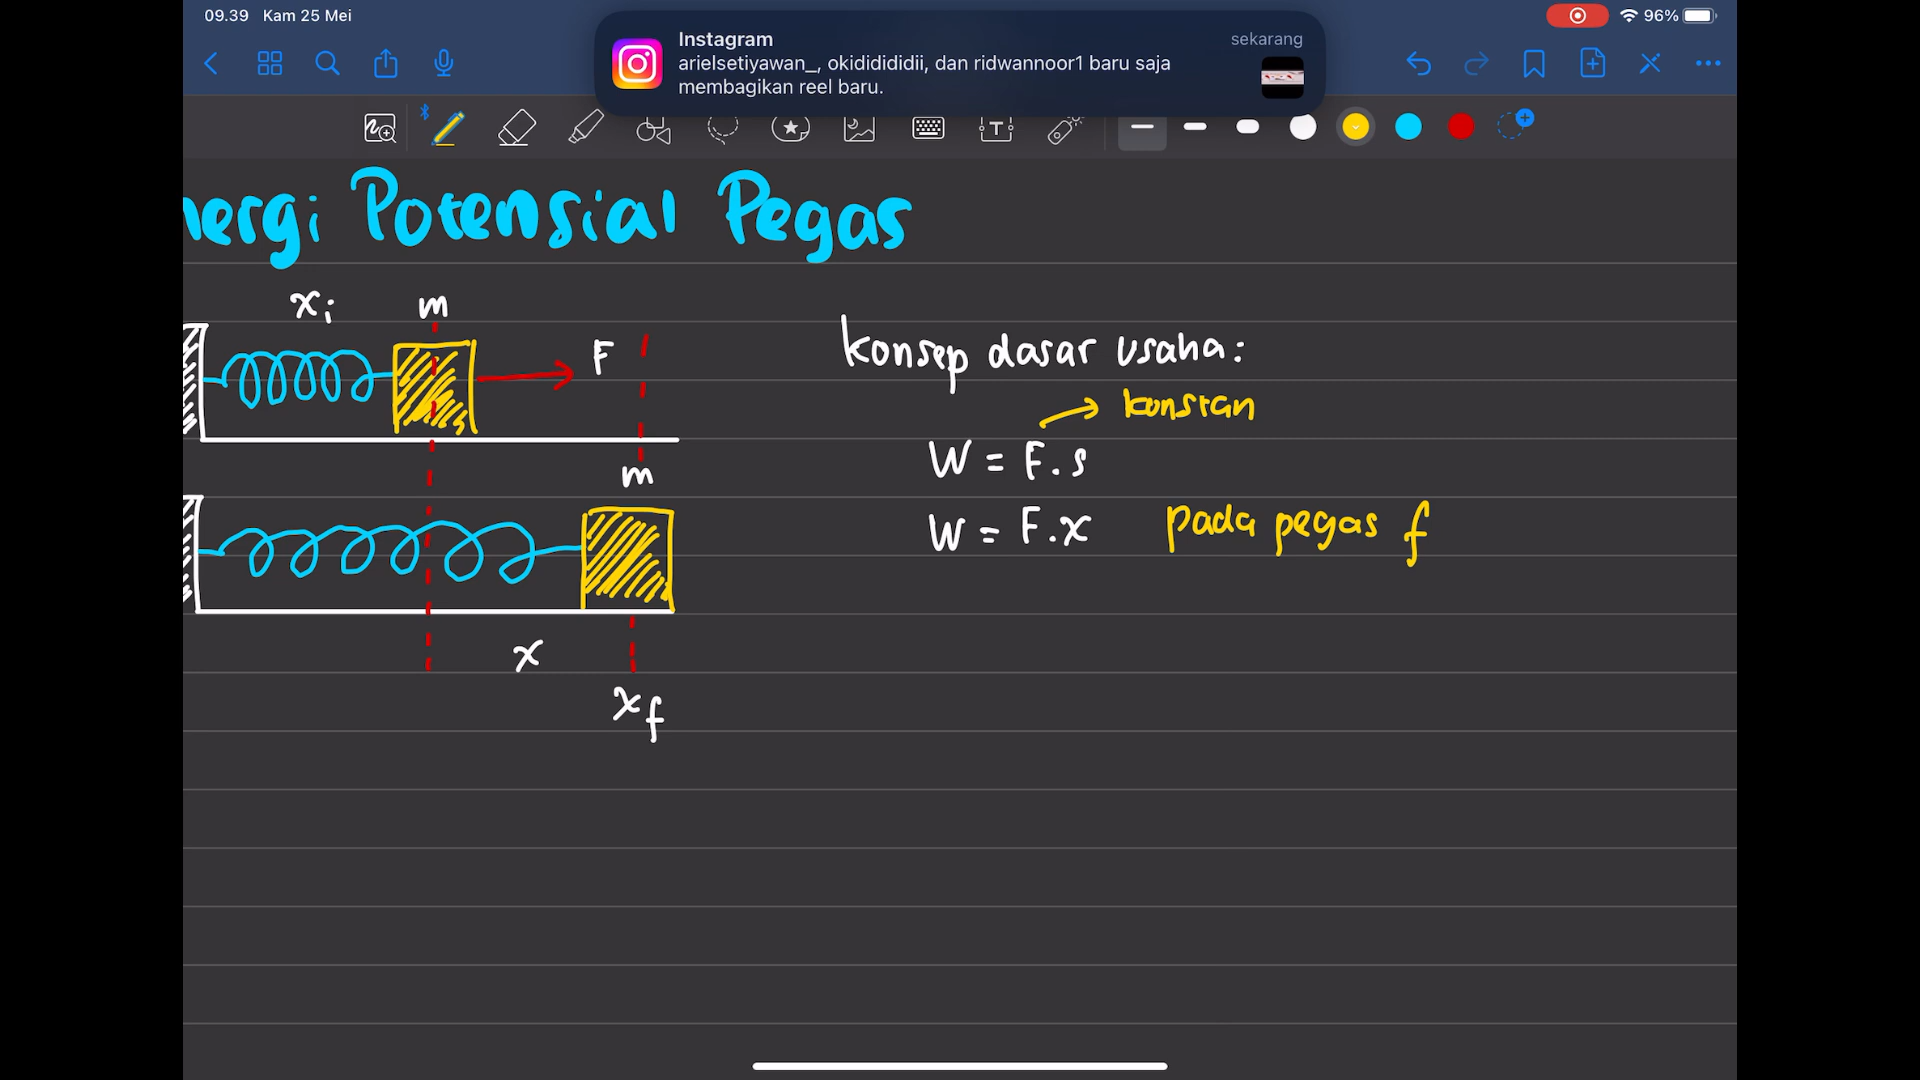 09.39 Kam 25 Mei
96%
Instagram
sekarang
arielsetiyawan_, okidididididii, dan ridwannoor1 baru saja
membagikan reel baru.
nergi Potensial Pegas
xi
m
F
m
x
xf
konsep dasar usaha:
konstan
W = F. s
W = F.x
pada pegas f